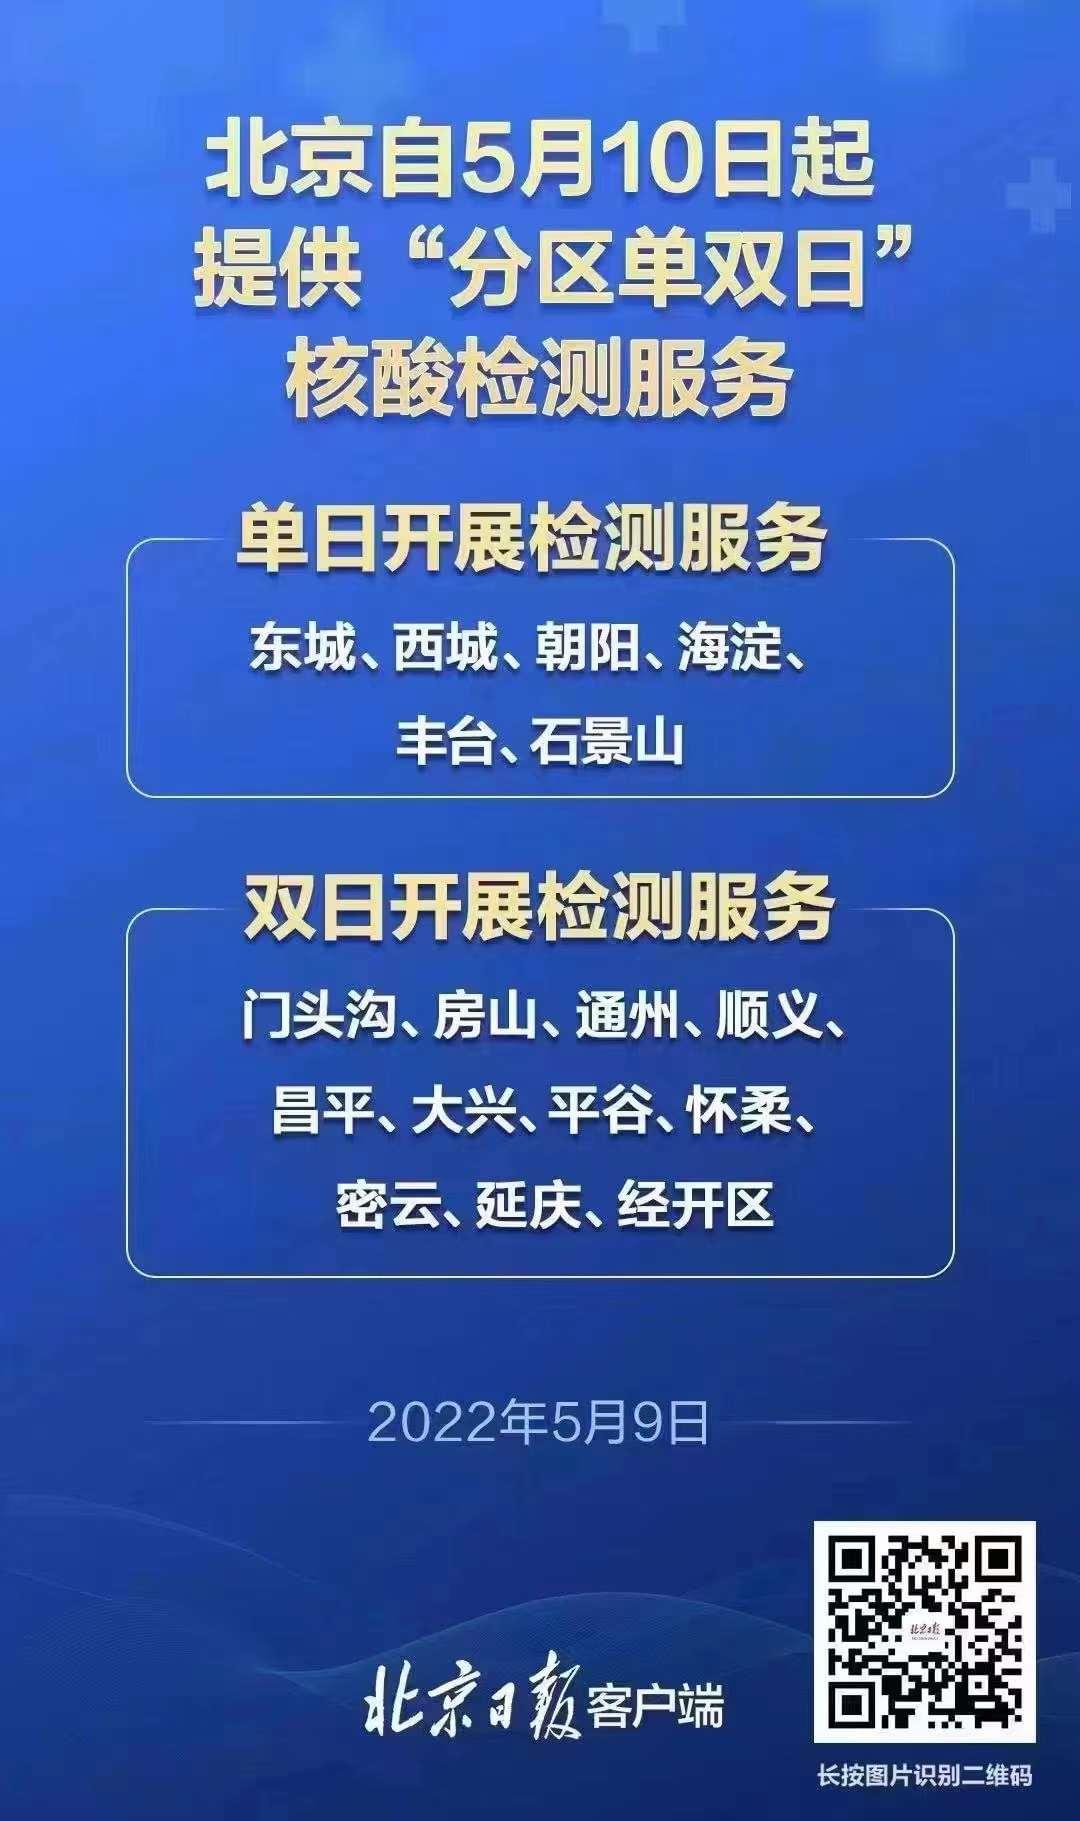 北京自5月10日起
提供“分区单双日”
核酸检测服务
单日开展检测服务
东城、西城、朝阳、海淀、
丰台、石景山
双日开展检测服务
门头沟、房山、通州、顺义、
昌平、大兴、平谷、怀柔、
密云、延庆、经开区
2022年5月9日
北京日报
北京日报客户端
长按图片识别二维码